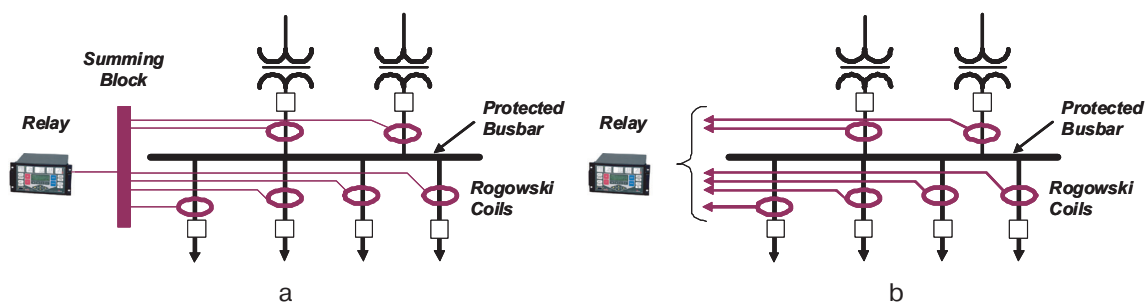 Summing
Block
Relay
Protected
Busbar
Rogowski
Coils
a
Relay
Protected
Busbar
Rogowski
Coils
b